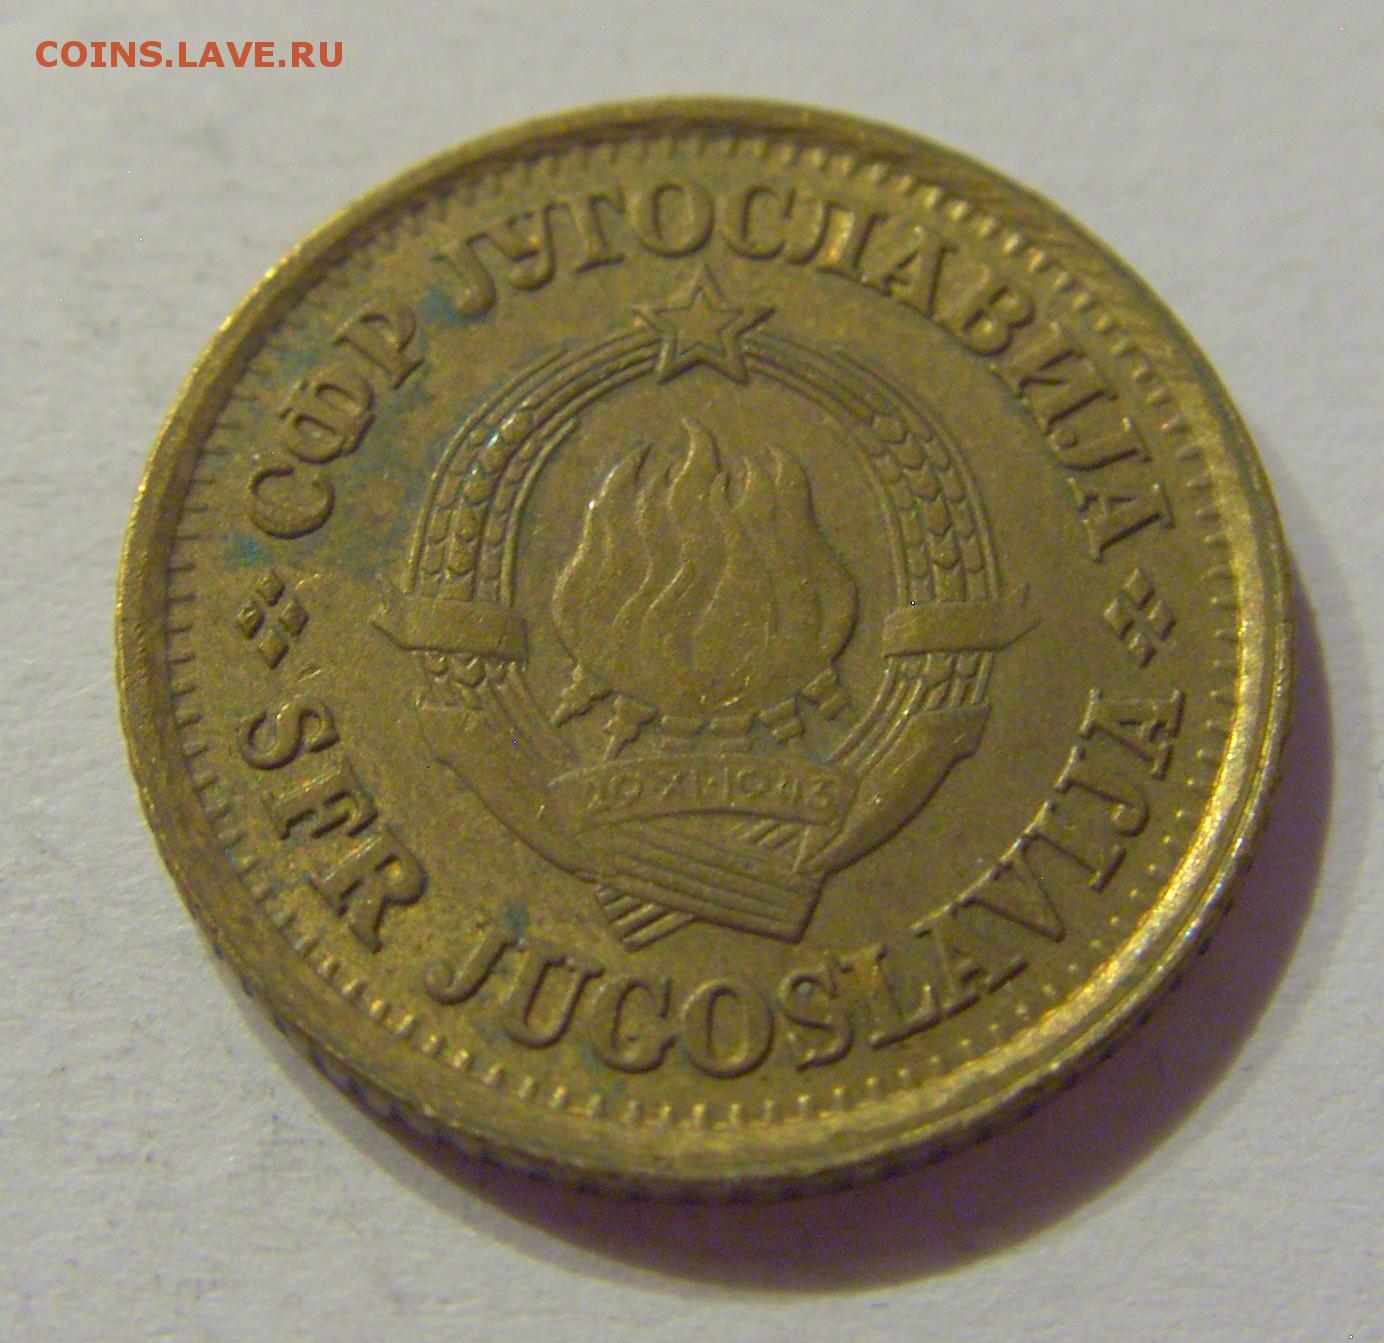 COINS.LAVE.RU
СФР ЈУГОСЛАВИЈА
29·XI·1943
SFR JUGOSLAVIJA